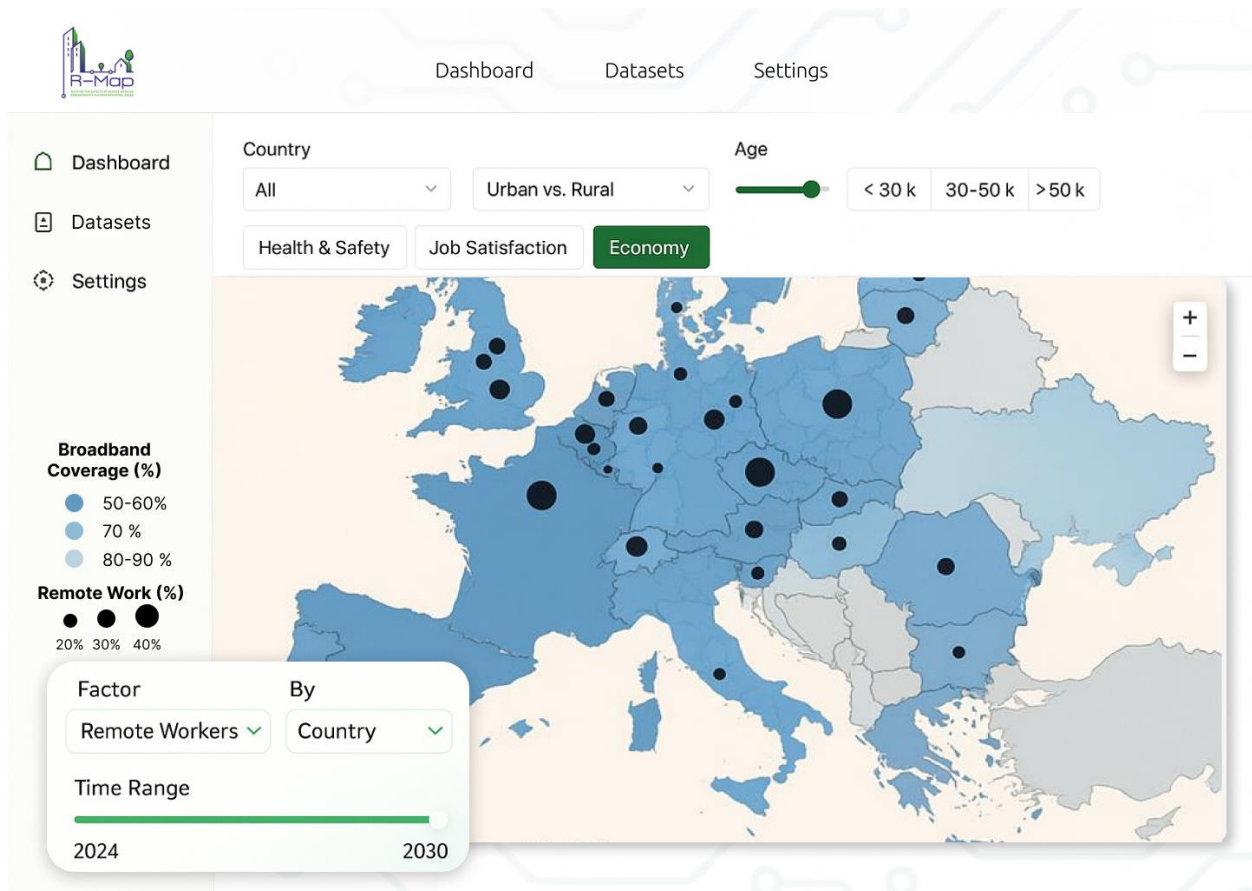 R-Map
Dashboard
Datasets
Settings
Dashboard
Datasets
Settings
Country
All
Urban vs. Rural
Age
< 30 k
30-50 k
>50 k
Health & Safety
Job Satisfaction
Economy
+
−
Broadband
Coverage (%)
50-60%
70 %
80-90 %
Remote Work (%)
20% 30% 40%
Factor
By
Remote Workers
Country
Time Range
2024
2030